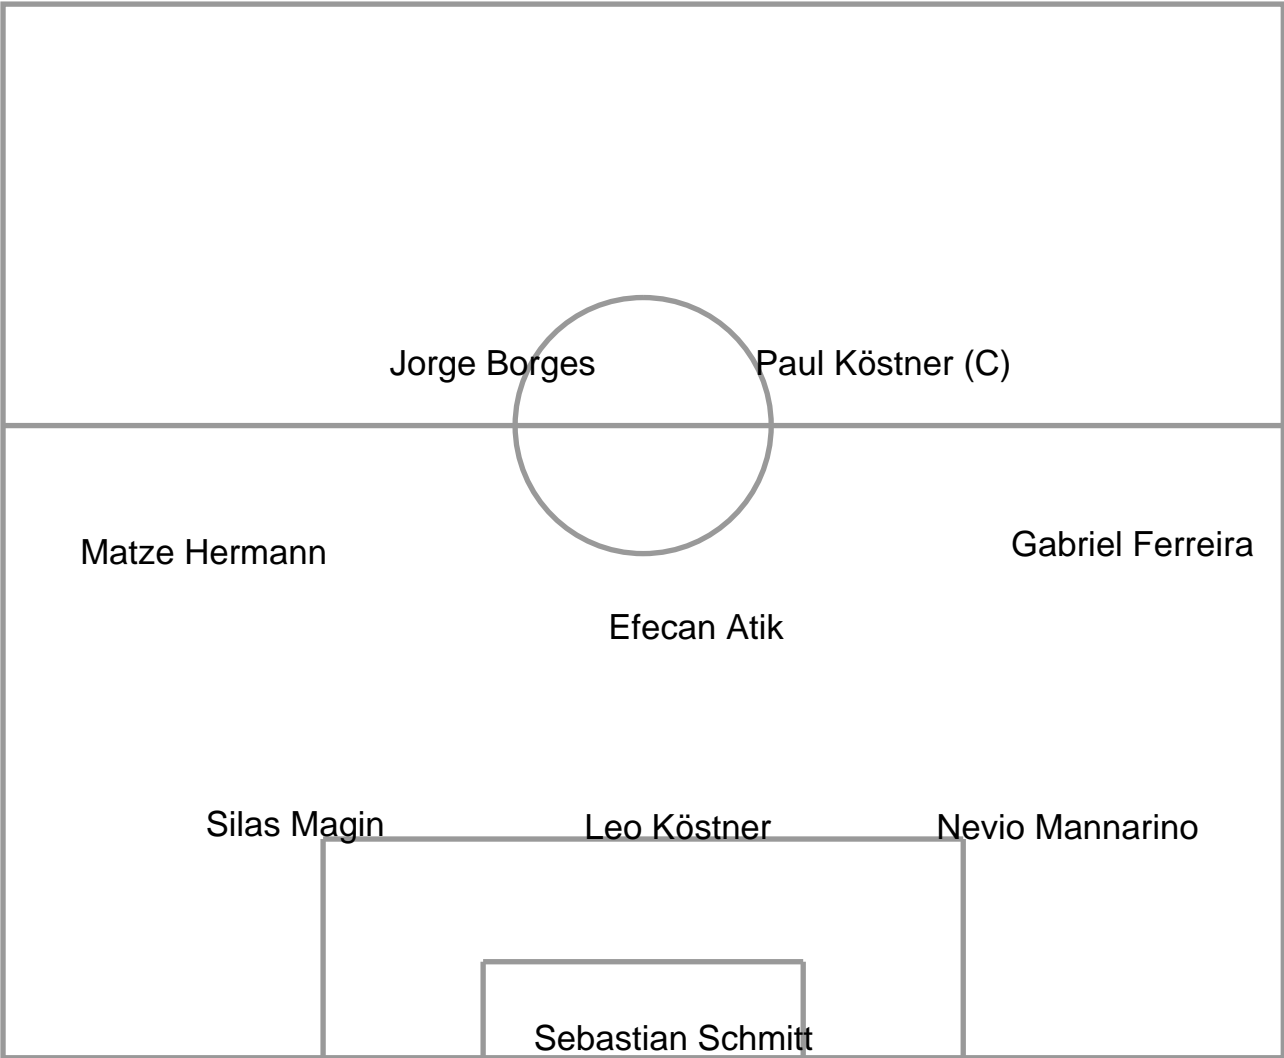 Jorge Borges
Paul Köstner (C)
Gabriel Ferreira
Matze Hermann
Efecan Atik
Silas Magin
Leo Köstner
Nevio Mannarino
Sebastian Schmitt